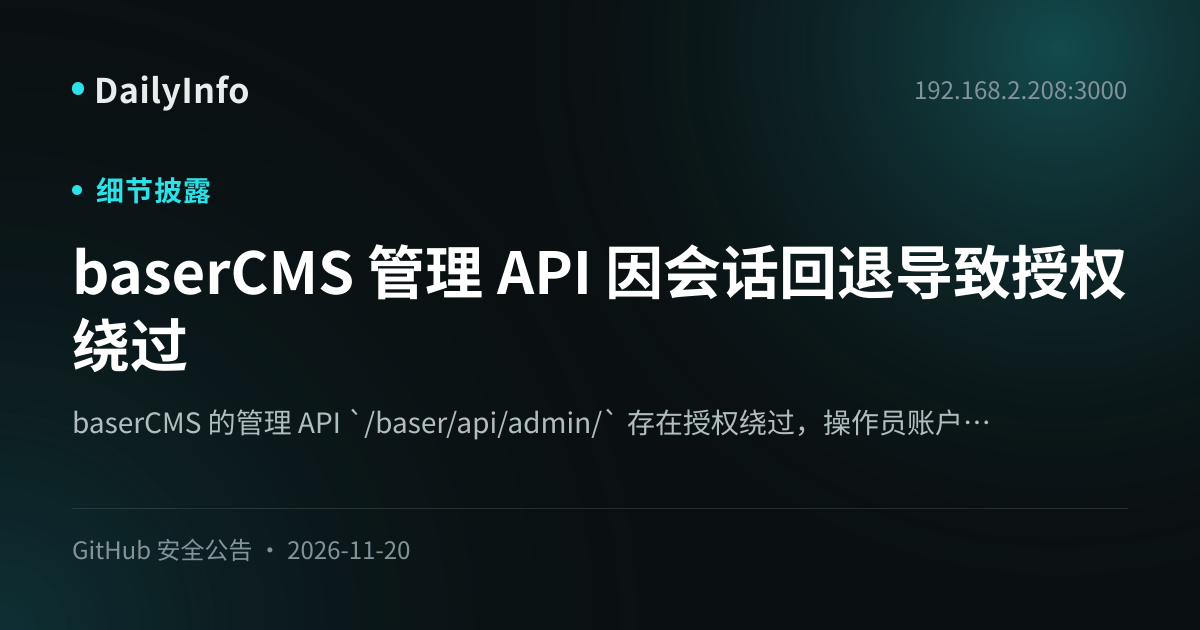 DailyInfo
192.168.2.208:3000
细节披露
baserCMS 管理 API 因会话回退导致授权
绕过
baserCMS 的管理 API `/baser/api/admin/` 存在授权绕过，操作员账户…
GitHub 安全公告 · 2026-11-20